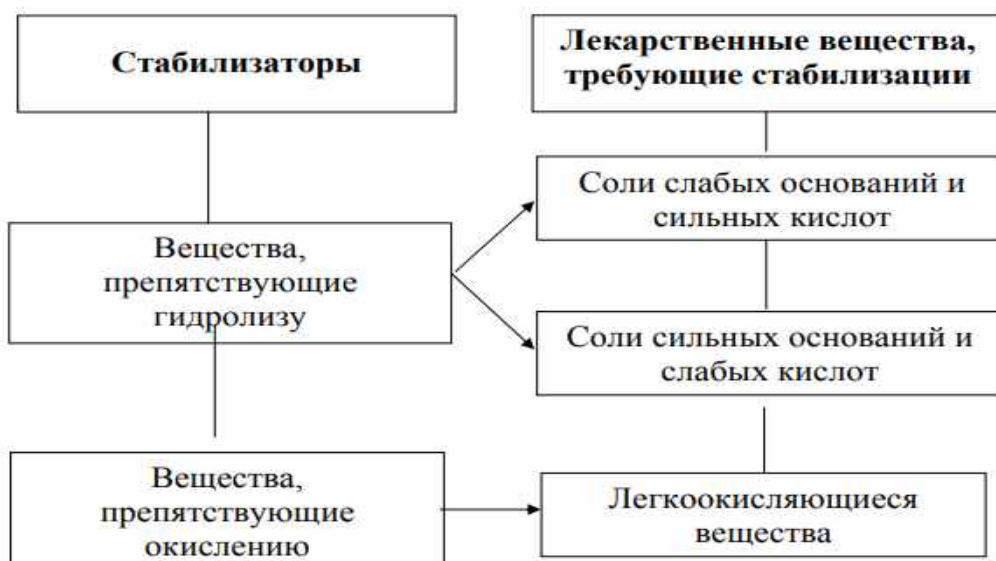 Стабилизаторы
Лекарственные вещества,
требующие стабилизации
Соли слабых оснований и
сильных кислот
Вещества,
препятствующие
гидролизу
Соли сильных оснований и
слабых кислот
Вещества,
препятствующие
окислению
Легкоокисляющиеся
вещества